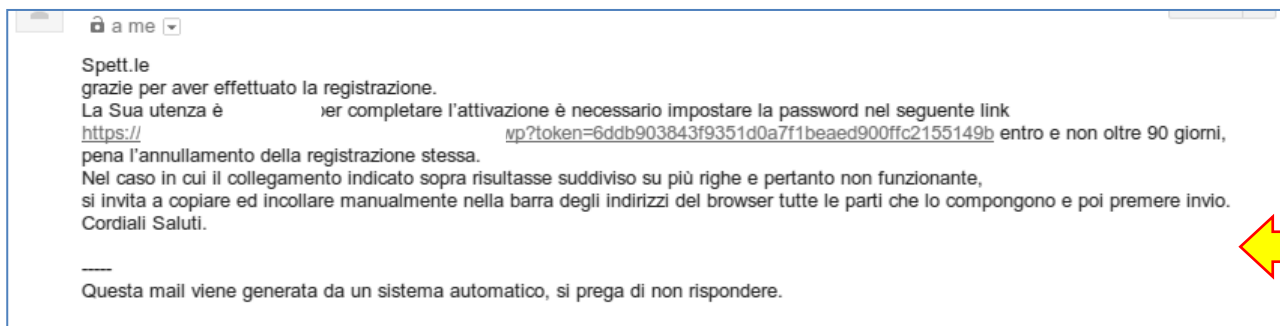 a me
Spett.le
grazie per aver effettuato la registrazione.
La Sua utenza è er completare l'attivazione è necessario impostare la password nel seguente link
https:// wp?token=6ddb903843f9351d0a7f1beaed900ffc2155149b entro e non oltre 90 giorni,
pena l'annullamento della registrazione stessa.
Nel caso in cui il collegamento indicato sopra risultasse suddiviso su più righe e pertanto non funzionante,
si invita a copiare ed incollare manualmente nella barra degli indirizzi del browser tutte le parti che lo compongono e poi premere invio.
Cordiali Saluti.
-----
Questa mail viene generata da un sistema automatico, si prega di non rispondere.